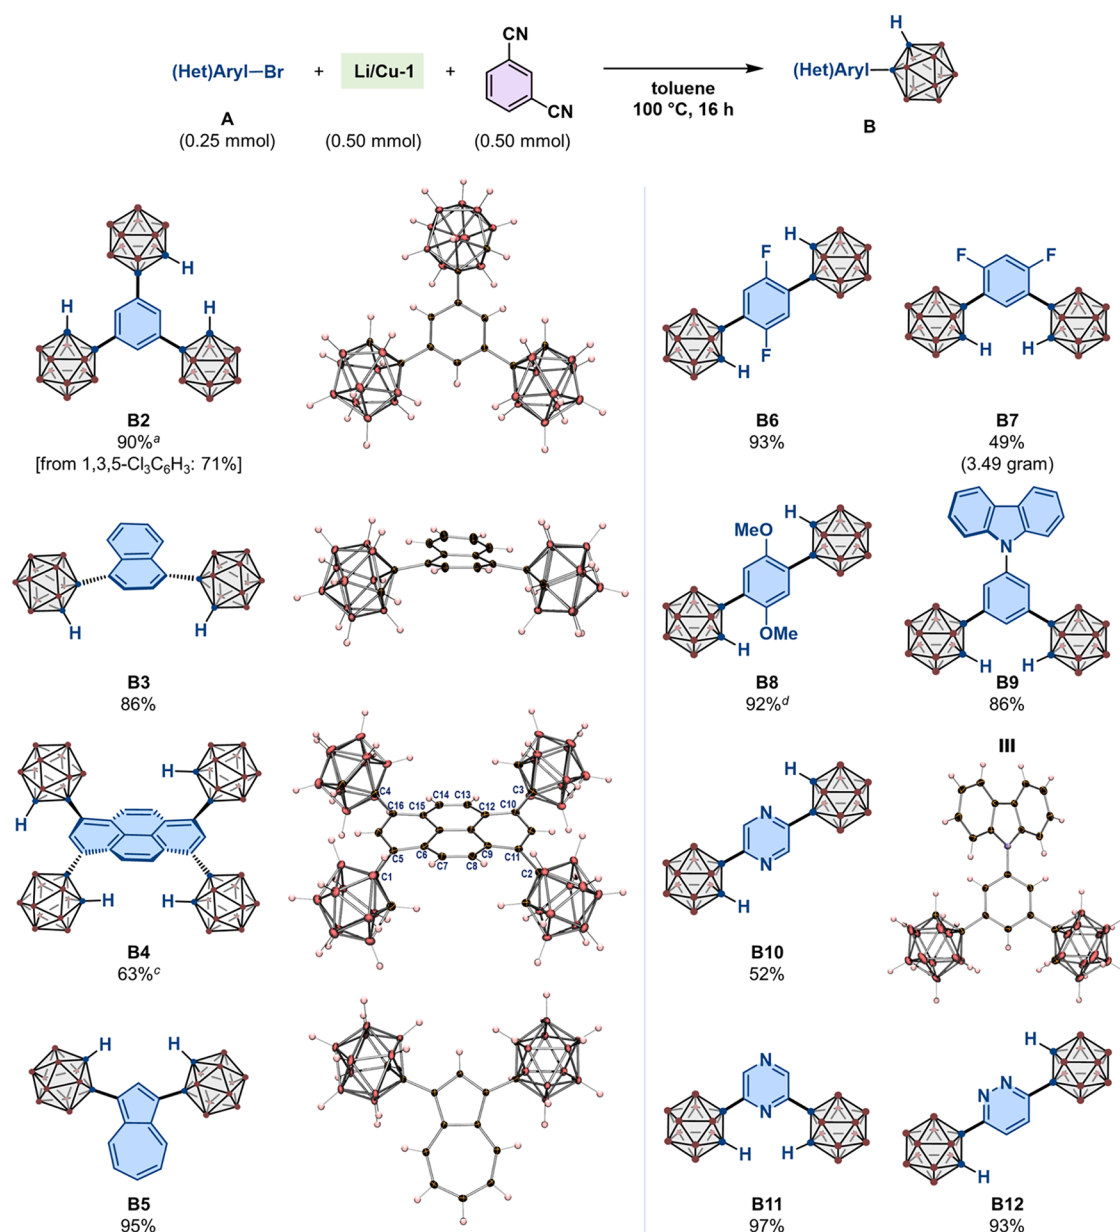 (Het)Aryl—Br + Li/Cu-1 + CN CN toluene 100 °C, 16 h H (Het)Aryl
A (0.25 mmol) (0.50 mmol) (0.50 mmol) B
H H H
B2
90%a
[from 1,3,5-Cl3C6H3: 71%]
H F F H
B6
93%
F F H H
B7
49%
(3.49 gram)
H H
B3
86%
H MeO OMe H
B8
92%d
N H H
B9
86%
III
H H H H
B4
63%c
C4 C16 C15 C14 C13 C12 C10 C3
C1 C5 C6 C7 C8 C9 C11 C2
H N N H
B10
52%
H H
B5
95%
N N H H
B11
97%
H N N H
B12
93%